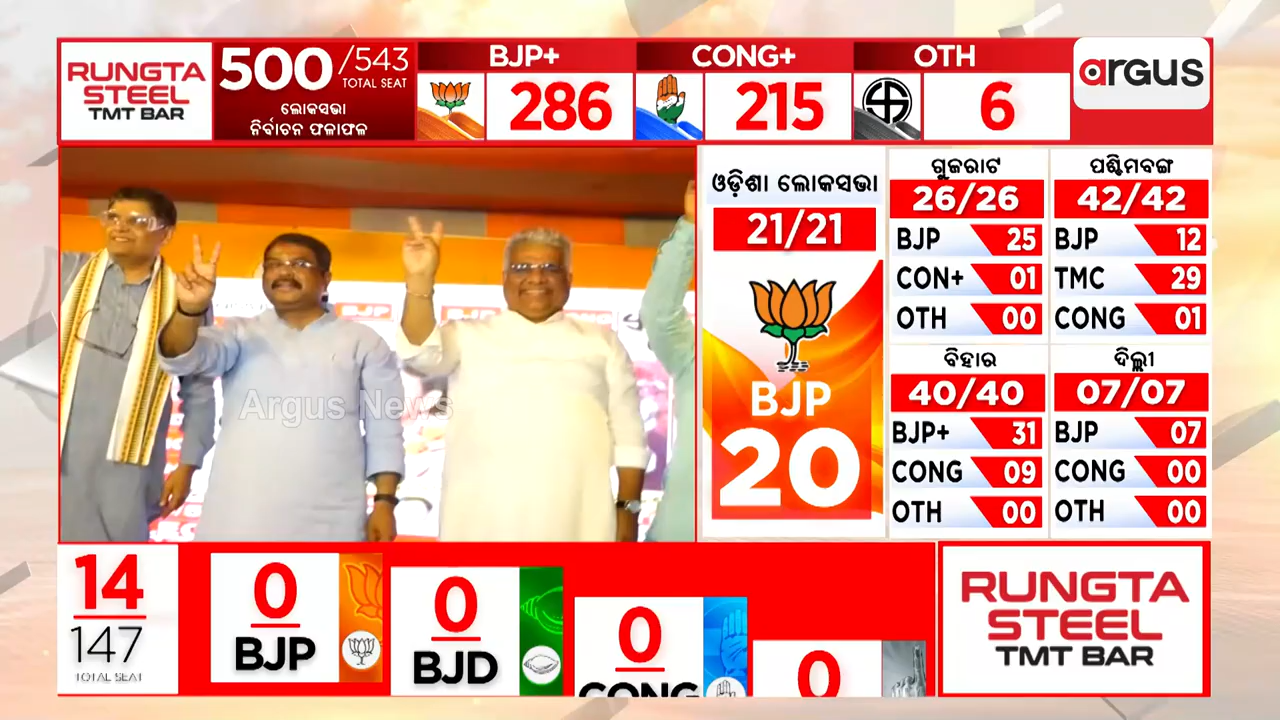 RUNGTA
STEEL
TMT BAR
500/543
TOTAL SEAT
ଲୋକସଭା
ନିର୍ବାଚନ ଫଳାଫଳ
BJP+
286
CONG+
215
OTH
6
argus
Argus News
BJP
ଓଡ଼ିଶା ଲୋକସଭା
21/21
BJP
20
ଗୁଜରାଟ
26/26
BJP 25
CON+ 01
OTH 00
ପଶ୍ଚିମବଙ୍ଗ
42/42
BJP 12
TMC 29
CONG 01
ବିହାର
40/40
BJP+ 31
CONG 09
OTH 00
ଦିଲ୍ଲୀ
07/07
BJP 07
CONG 00
OTH 00
14
147
TOTAL SEAT
0
BJP
0
BJD
0
CONG
0
RUNGTA
STEEL
TMT BAR